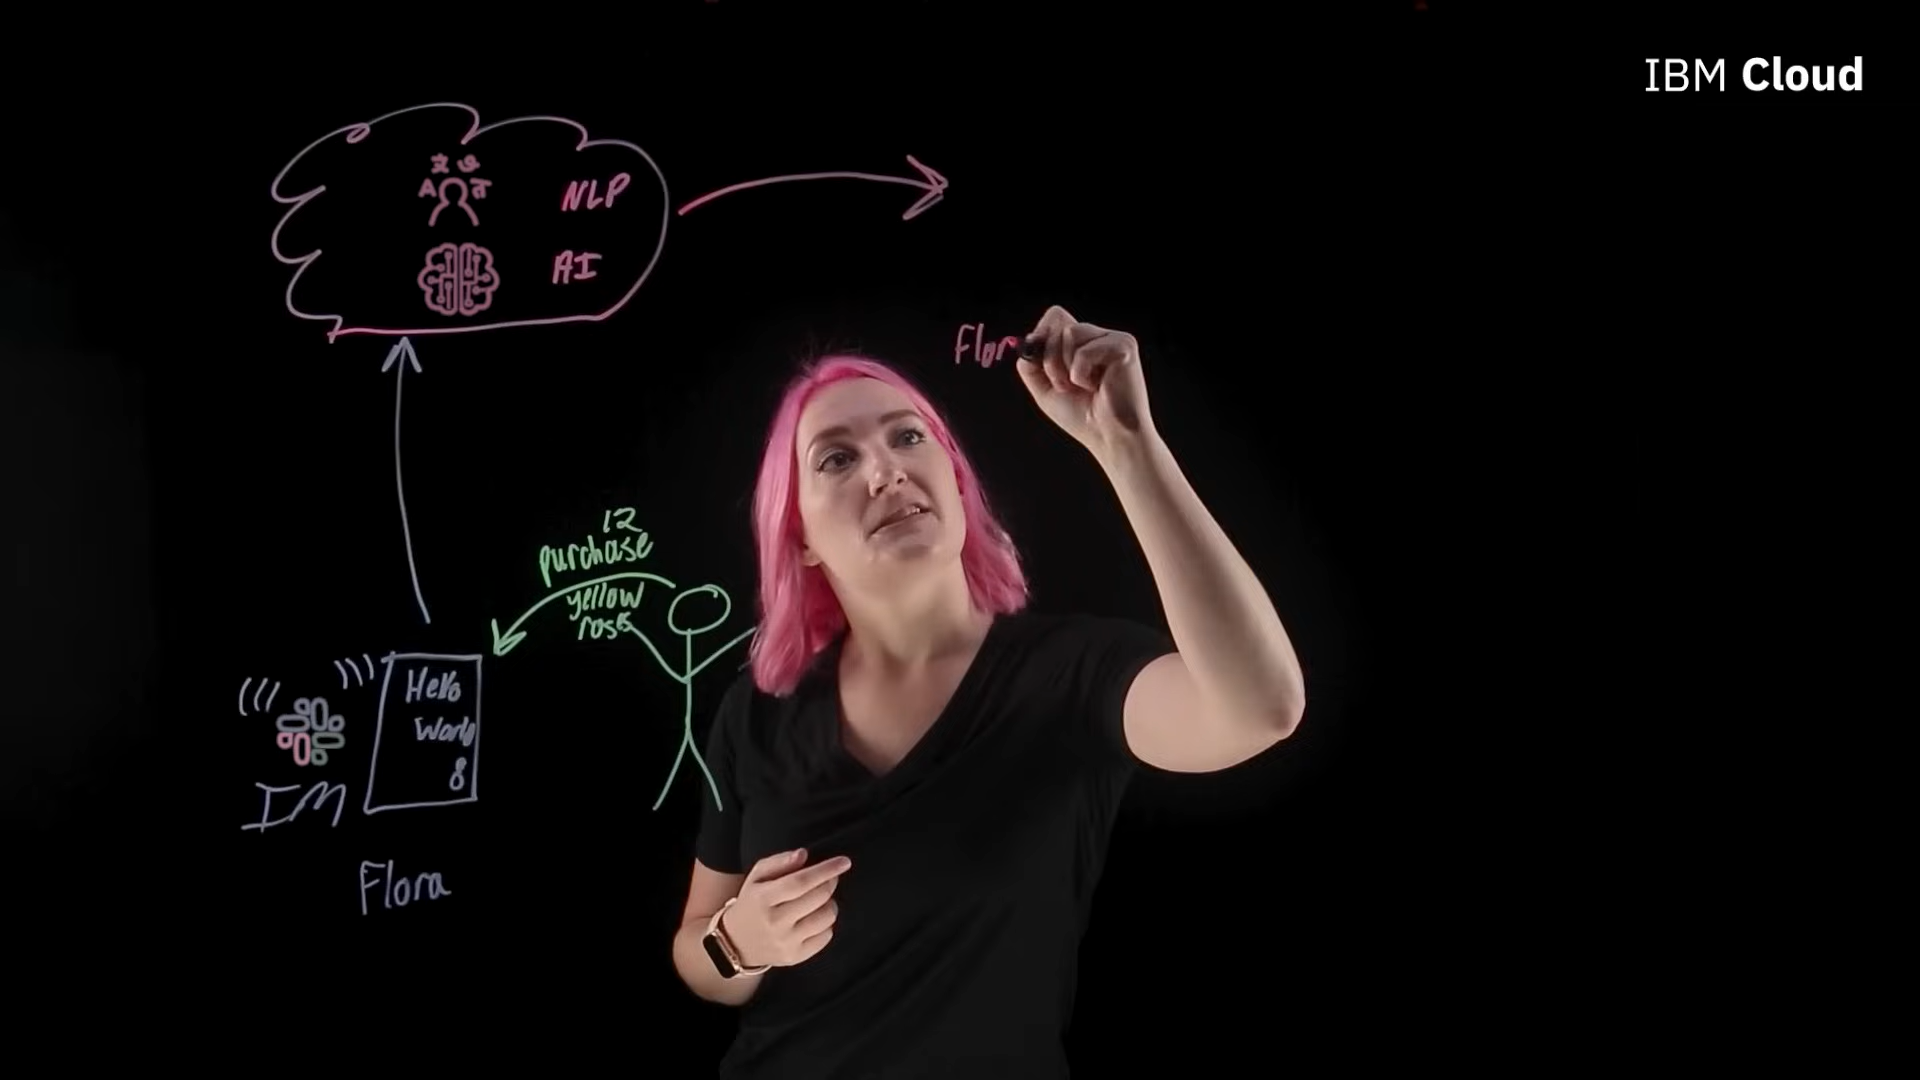 IBM Cloud
NLP
AI
Flor
12
purchase
yellow
roses
Hello
World
8
IM
Flora